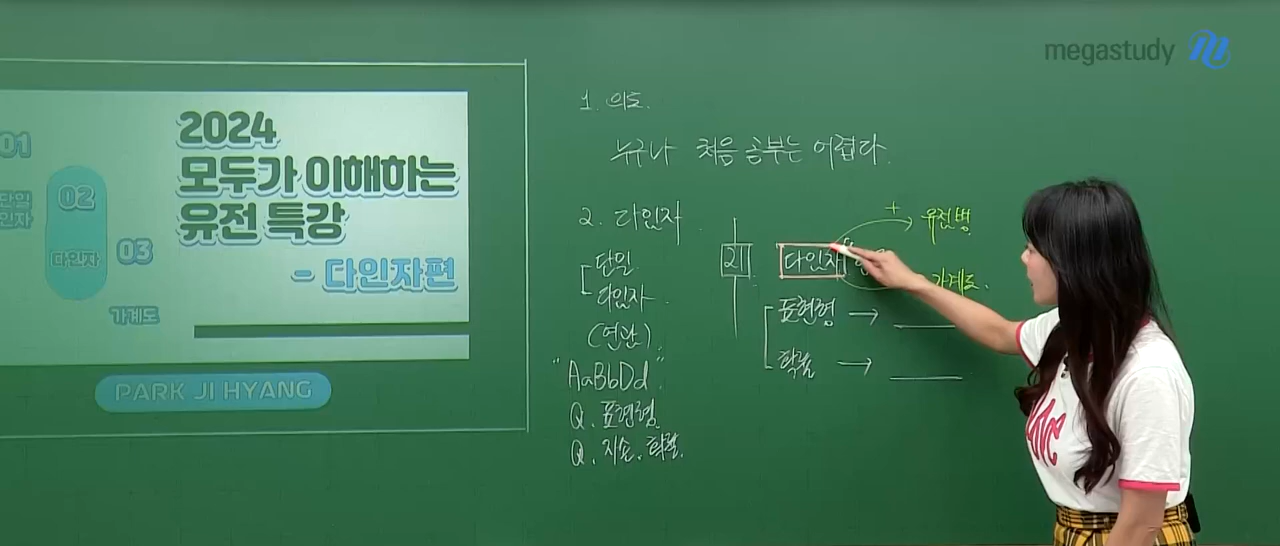 megastudy
2024
모두가 이해하는
유전 특강
- 다인자편
01
단일
인자
02
다인자
03
가계도
PARK JI HYANG
1. 의도.
누구나 처음 공부는 어렵다.
2. 다인자.
단일
다인자.
(연관).
"AaBbDd".
Q. 표현형.
Q. 자손. 확률.
다인자
+
유전병
가계도.
표현형 →
확률 →